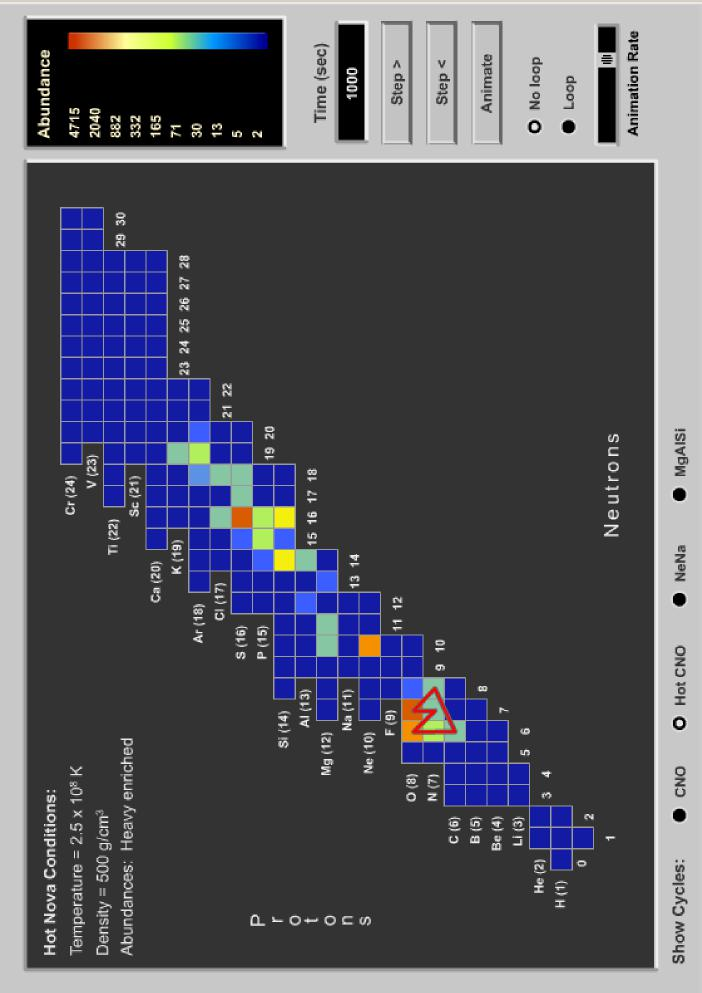 Hot Nova Conditions:
Temperature = 2.5 x 10⁸ K
Density = 500 g/cm³
Abundances: Heavy enriched
Protons
Cr (24)
V (23)
Ti (22)
Sc (21)
Ca (20)
K (19)
Ar (18)
Cl (17)
S (16)
P (15)
Si (14)
Al (13)
Mg (12)
Na (11)
Ne (10)
F (9)
O (8)
N (7)
C (6)
B (5)
Be (4)
Li (3)
He (2)
H (1)
29 30
23 24 25 26 27 28
21 22
19 20
15 16 17 18
13 14
11 12
9 10
8
7
5 6
3 4
2
0
1
Neutrons
Abundance
4715
2040
882
332
165
71
30
13
5
2
Time (sec)
1000
Step >
Step <
Animate
No loop
Loop
Animation Rate
Show Cycles:
CNO
Hot CNO
NeNa
MgAlSi